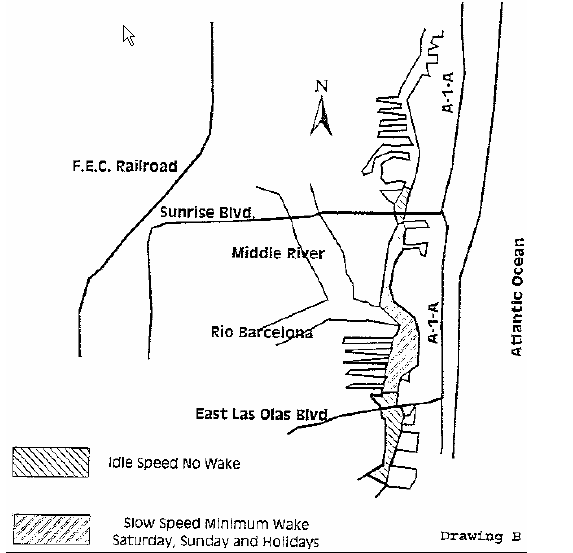 N
A-1-A
F.E.C. Railroad
Sunrise Blvd.
Middle River
Atlantic Ocean
A-1-A
Rio Barcelona
East Las Olas Blvd.
Idle Speed No Wake
Slow Speed Minimum Wake
Saturday, Sunday and Holidays
Drawing B